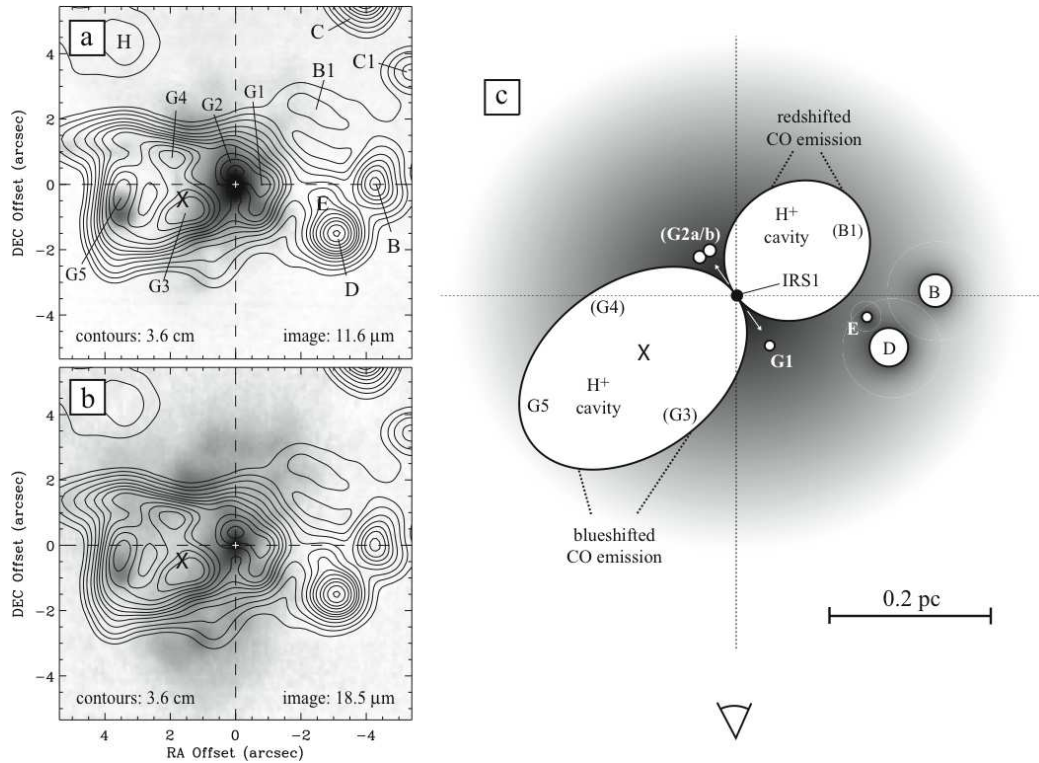 a
H
C
C1
B1
G1
G2
G4
X
E
G5
G3
D
B
contours: 3.6 cm
image: 11.6 μm
DEC Offset (arcsec)
4
2
0
-2
-4
b
X
contours: 3.6 cm
image: 18.5 μm
DEC Offset (arcsec)
4
2
0
-2
-4
4
2
0
-2
-4
RA Offset (arcsec)
c
redshifted
CO emission
H+
cavity
(B1)
(G2a/b)
IRS1
B
(G4)
E
D
G1
X
H+
cavity
G5
(G3)
blueshifted
CO emission
0.2 pc